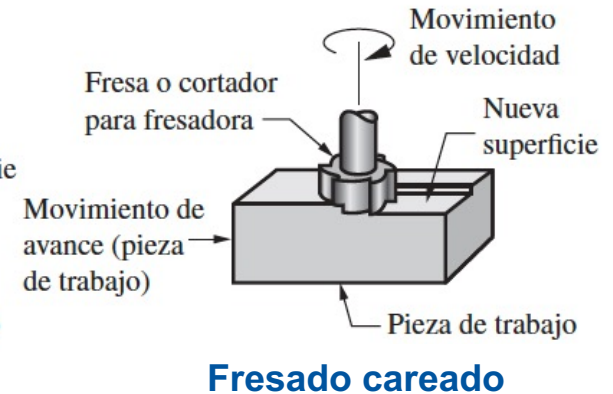 Movimiento
de velocidad
Fresa o cortador
para fresadora
Nueva
superficie
ie
Movimiento de
avance (pieza
de trabajo)
Pieza de trabajo
Fresado careado